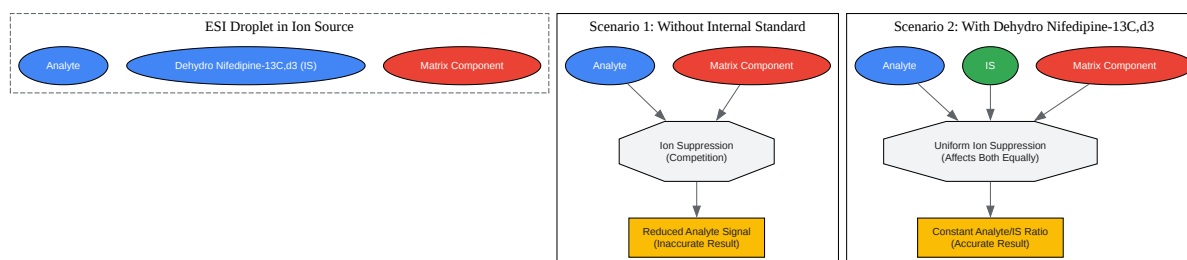 ESI Droplet in Ion Source
Analyte
Dehydro Nifedipine-13C,d3 (IS)
Matrix Component
Scenario 1: Without Internal Standard
Analyte
Matrix Component
Ion Suppression
(Competition)
Reduced Analyte Signal
(Inaccurate Result)
Scenario 2: With Dehydro Nifedipine-13C,d3
Analyte
IS
Matrix Component
Uniform Ion Suppression
(Affects Both Equally)
Constant Analyte/IS Ratio
(Accurate Result)